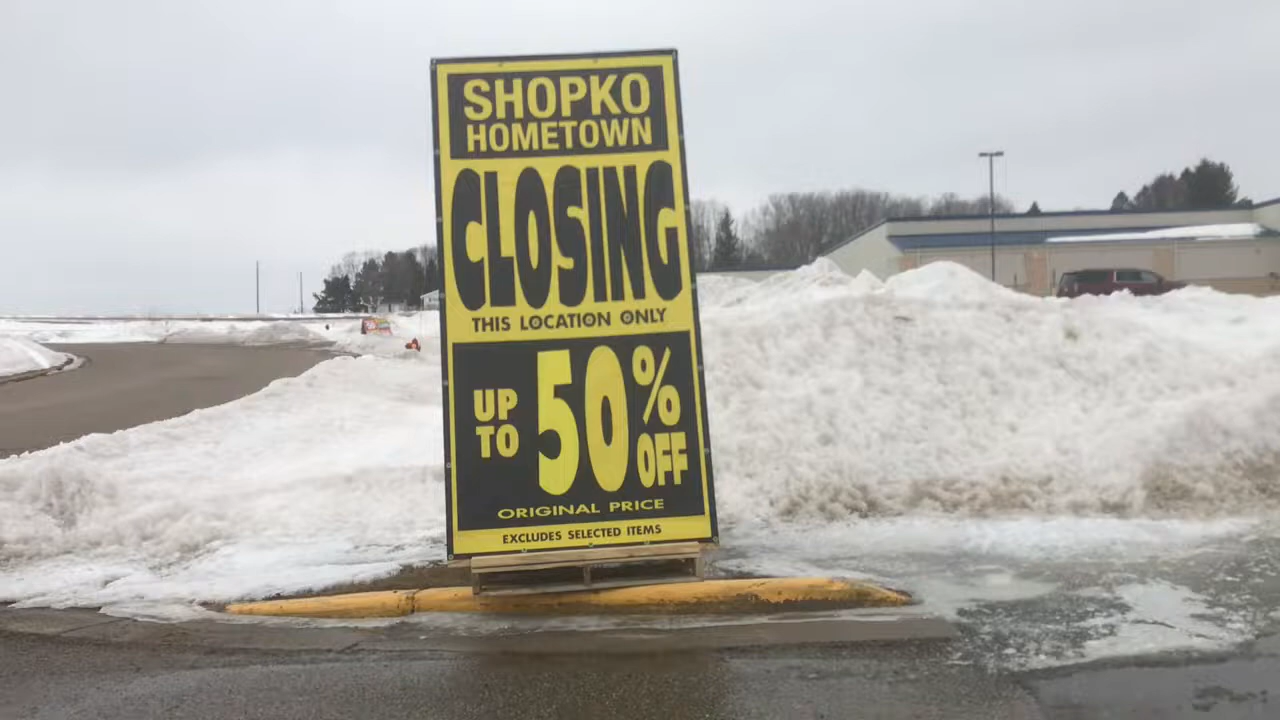 SHOPKO
HOMETOWN
CLOSING
THIS LOCATION ONLY
UP
TO
50%
OFF
ORIGINAL PRICE
EXCLUDES SELECTED ITEMS